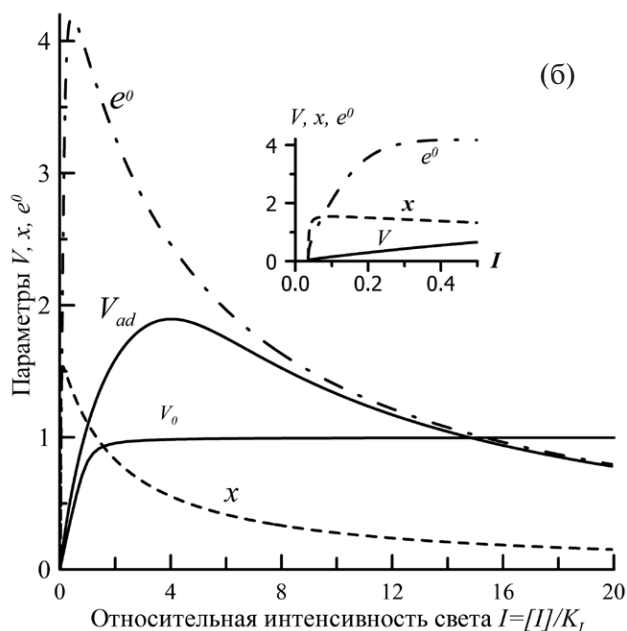 (б)
Параметры V, x, e⁰
4
3
2
1
0
e⁰
V_ad
V₀
x
V, x, e⁰
4
2
0
e⁰
x
V
I
0.0 0.2 0.4
0 4 8 12 16 20
Относительная интенсивность света I=[I]/K_I